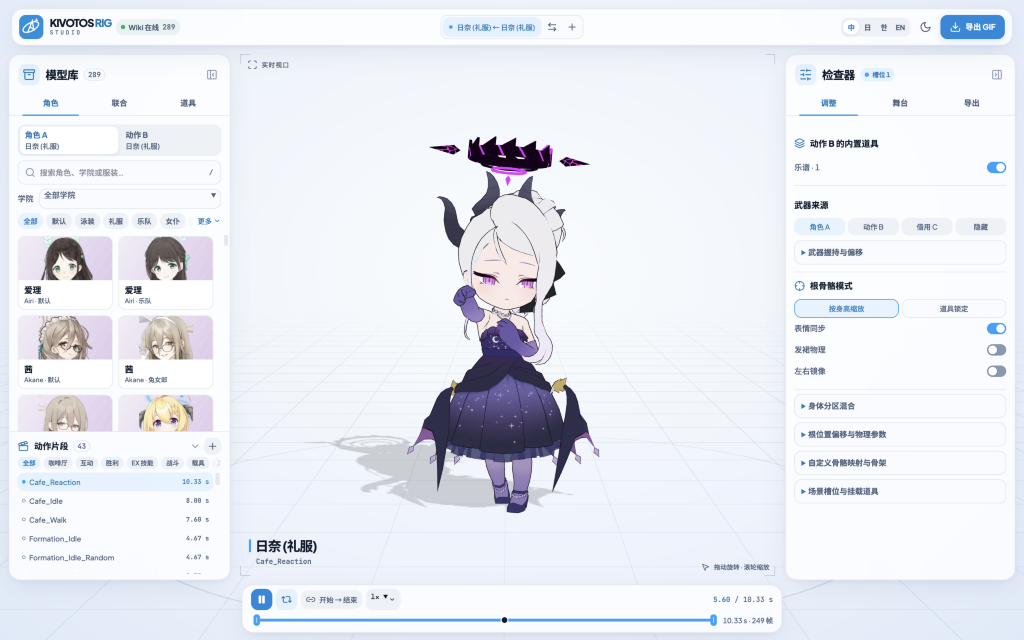 KIVOTOS RIG
STUDIO
Wiki 在线 289
日奈 (礼服) ← 日奈 (礼服)
中 日 한 EN
导出 GIF
模型库 289
角色 联合 道具
角色 A
日奈 (礼服)
动作 B
日奈 (礼服)
搜索角色、学院或服装... /
学院 全部学院
全部 默认 泳装 礼服 乐队 女仆 更多
爱理
Airi · 默认
爱理
Airi · 乐队
茜
Akane · 默认
茜
Akane · 兔女郎
动作片段 43
全部 咖啡厅 互动 胜利 EX 技能 战斗 载具
Cafe_Reaction 10.33 s
Cafe_Idle 8.00 s
Cafe_Walk 7.60 s
Formation_Idle 4.67 s
Formation_Idle_Random 4.67 s
实时视口
日奈 (礼服)
Cafe_Reaction
拖动旋转 · 滚轮缩放
开始 → 结束 1×
5.60 / 10.33 s
10.33 s · 249 帧
检查器 槽位 1
调整 舞台 导出
动作 B 的内置道具
乐谱 · 1
武器来源
角色 A 动作 B 借用 C 隐藏
武器握持与偏移
根骨骼模式
按身高缩放 道具锁定
表情同步
发裙物理
左右镜像
身体分区混合
根位置偏移与物理参数
自定义骨骼映射与骨架
场景槽位与挂载道具